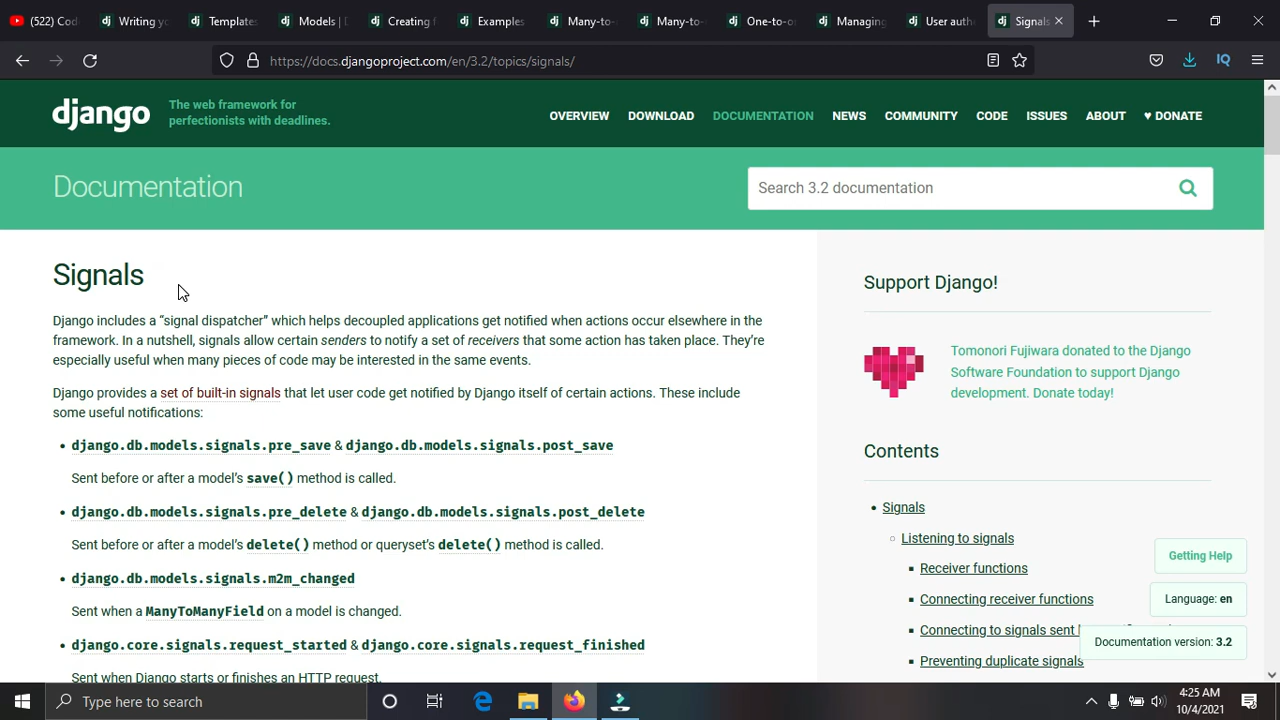 (522) Cod
Writing yo
Templates
Models | D
Creating f
Examples
Many-to-
Many-to-
One-to-o
Managing
User auth
Signals
https://docs.djangoproject.com/en/3.2/topics/signals/
IQ
django
The web framework for
perfectionists with deadlines.
OVERVIEW DOWNLOAD DOCUMENTATION NEWS COMMUNITY CODE ISSUES ABOUT ♥ DONATE
Documentation
Search 3.2 documentation
Signals
Django includes a “signal dispatcher” which helps decoupled applications get notified when actions occur elsewhere in the
framework. In a nutshell, signals allow certain senders to notify a set of receivers that some action has taken place. They’re
especially useful when many pieces of code may be interested in the same events.
Django provides a set of built-in signals that let user code get notified by Django itself of certain actions. These include
some useful notifications:
• django.db.models.signals.pre_save & django.db.models.signals.post_save
Sent before or after a model’s save() method is called.
• django.db.models.signals.pre_delete & django.db.models.signals.post_delete
Sent before or after a model’s delete() method or queryset’s delete() method is called.
• django.db.models.signals.m2m_changed
Sent when a ManyToManyField on a model is changed.
• django.core.signals.request_started & django.core.signals.request_finished
Sent when Django starts or finishes an HTTP request.
Support Django!
Tomonori Fujiwara donated to the Django
Software Foundation to support Django
development. Donate today!
Contents
Signals
Listening to signals
Receiver functions
Connecting receiver functions
Connecting to signals sent
Preventing duplicate signals
Getting Help
Language: en
Documentation version: 3.2
Type here to search
4:25 AM
10/4/2021